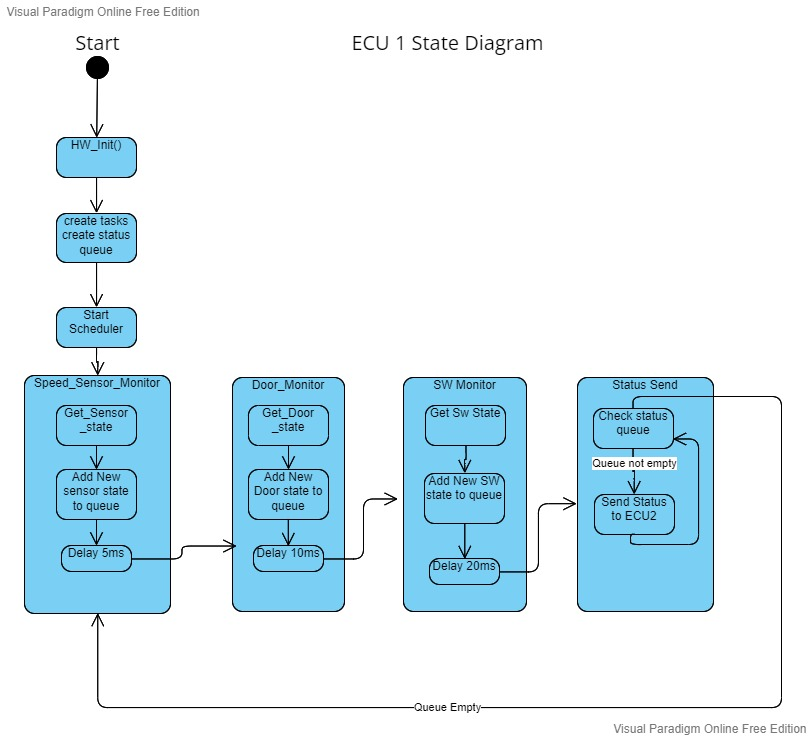 Visual Paradigm Online Free Edition
Start
ECU 1 State Diagram
HW_Init()
create tasks
create status
queue
Start
Scheduler
Speed_Sensor_Monitor
Get_Sensor
_state
Add New
sensor state
to queue
Delay 5ms
Door_Monitor
Get_Door
_state
Add New
Door state to
queue
Delay 10ms
SW Monitor
Get Sw State
Add New SW
state to queue
Delay 20ms
Status Send
Check status
queue
Queue not empty
Send Status
to ECU2
Queue Empty
Visual Paradigm Online Free Edition